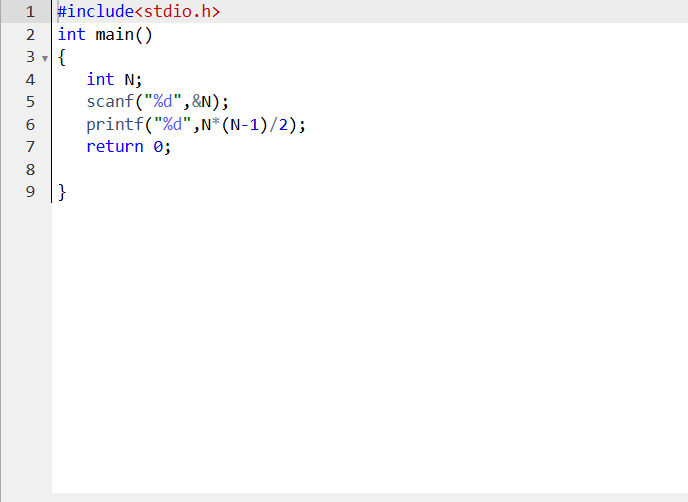 1 #include<stdio.h>
2 int main()
3 {
4 int N;
5 scanf("%d",&N);
6 printf("%d",N*(N-1)/2);
7 return 0;
8
9 }